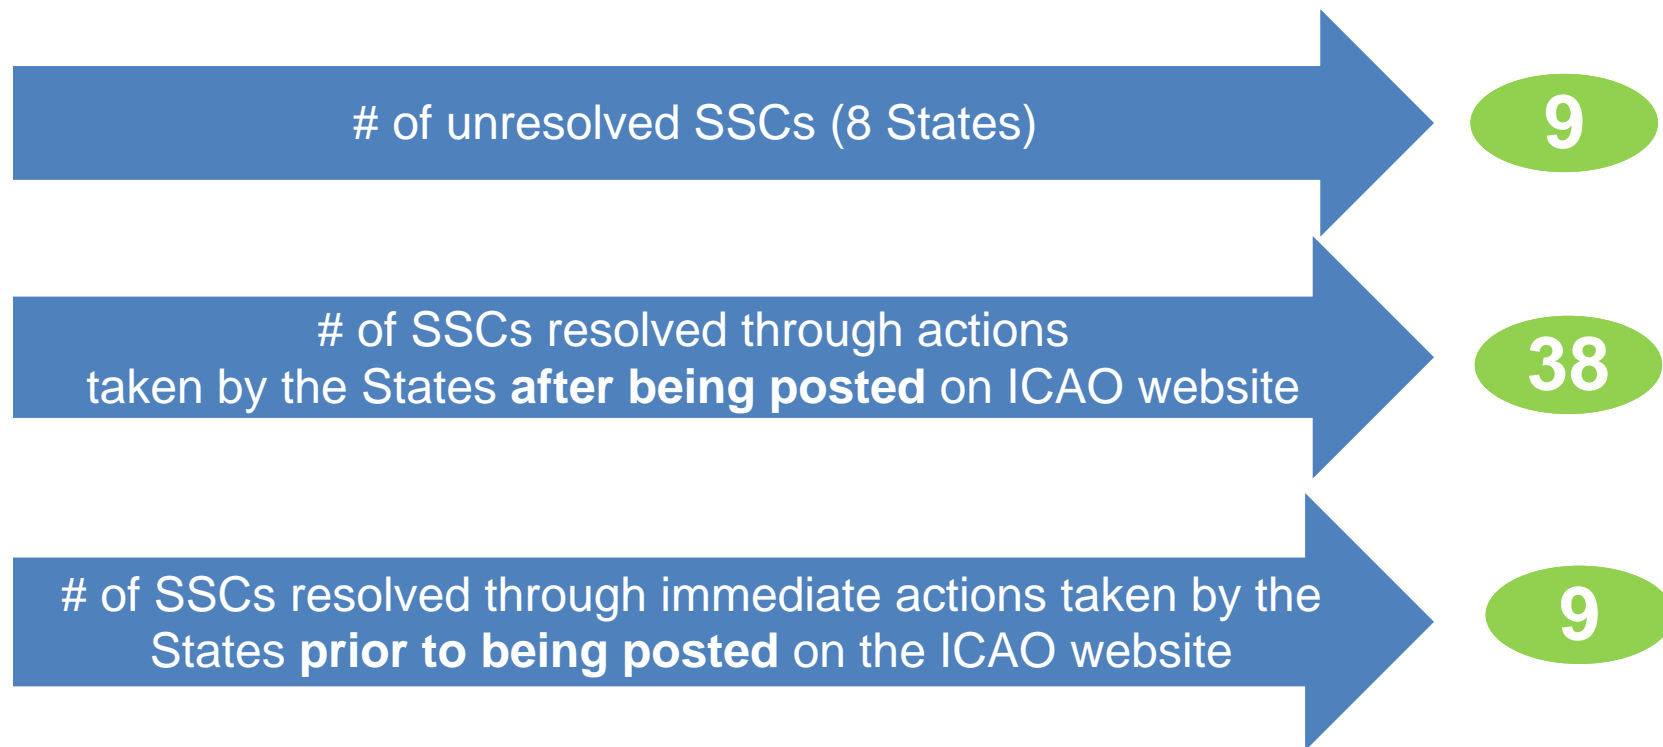 # of unresolved SSCs (8 States)
9
# of SSCs resolved through actions
taken by the States after being posted on ICAO website
38
# of SSCs resolved through immediate actions taken by the
States prior to being posted on the ICAO website
9